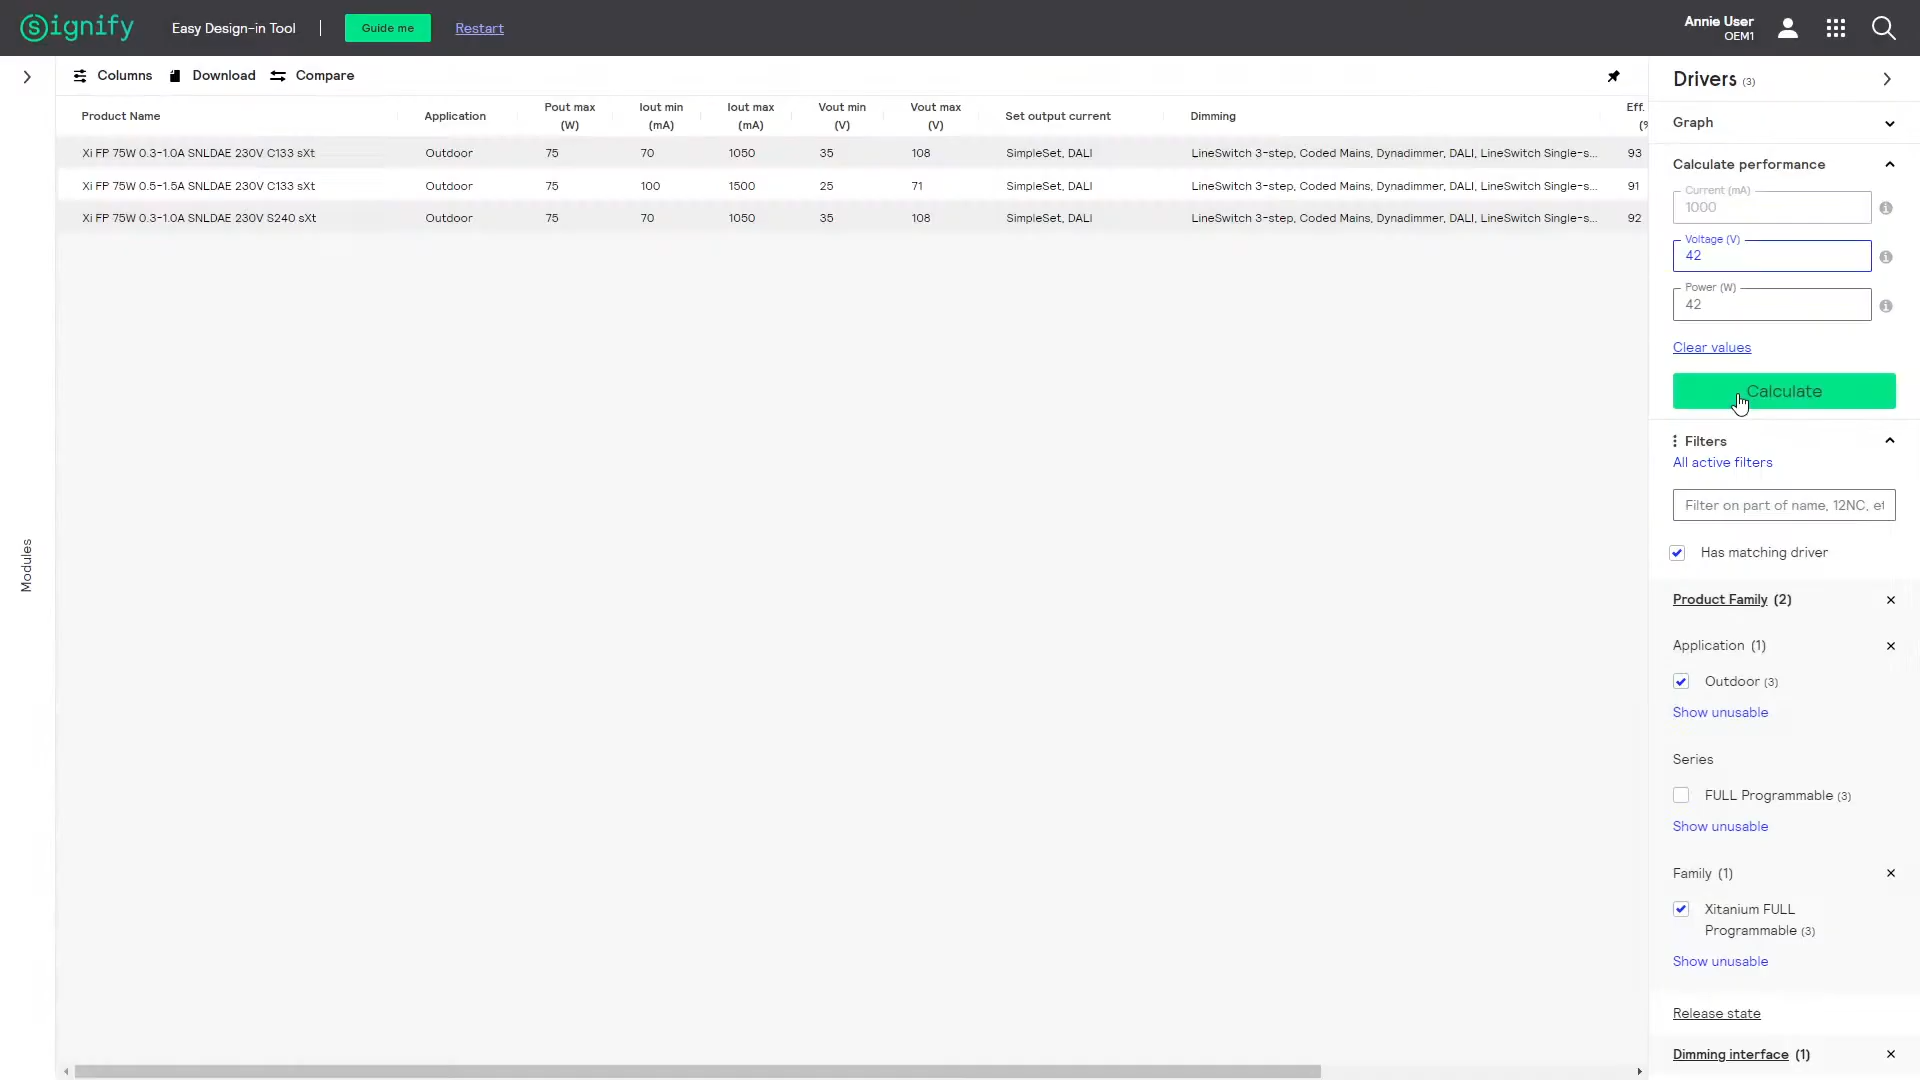 signify
Easy Design-in Tool
Guide me
Restart
Annie User
OEM1
Columns
Download
Compare
Product Name
Application
Pout max
(W)
Iout min
(mA)
Iout max
(mA)
Vout min
(V)
Vout max
(V)
Set output current
Dimming
Eff.
(%
Xi FP 75W 0.3-1.0A SNLDAE 230V C133 sXt Outdoor 75 70 1050 35 108 SimpleSet, DALI LineSwitch 3-step, Coded Mains, Dynadimmer, DALI, LineSwitch Single-s... 93
Xi FP 75W 0.5-1.5A SNLDAE 230V C133 sXt Outdoor 75 100 1500 25 71 SimpleSet, DALI LineSwitch 3-step, Coded Mains, Dynadimmer, DALI, LineSwitch Single-s... 91
Xi FP 75W 0.3-1.0A SNLDAE 230V S240 sXt Outdoor 75 70 1050 35 108 SimpleSet, DALI LineSwitch 3-step, Coded Mains, Dynadimmer, DALI, LineSwitch Single-s... 92
Modules
Drivers (3)
Graph
Calculate performance
Current (mA)
1000
Voltage (V)
42
Power (W)
42
Clear values
Calculate
Filters
All active filters
Filter on part of name, 12NC, et
Has matching driver
Product Family (2)
Application (1)
Outdoor (3)
Show unusable
Series
FULL Programmable (3)
Show unusable
Family (1)
Xitanium FULL
Programmable (3)
Show unusable
Release state
Dimming interface (1)